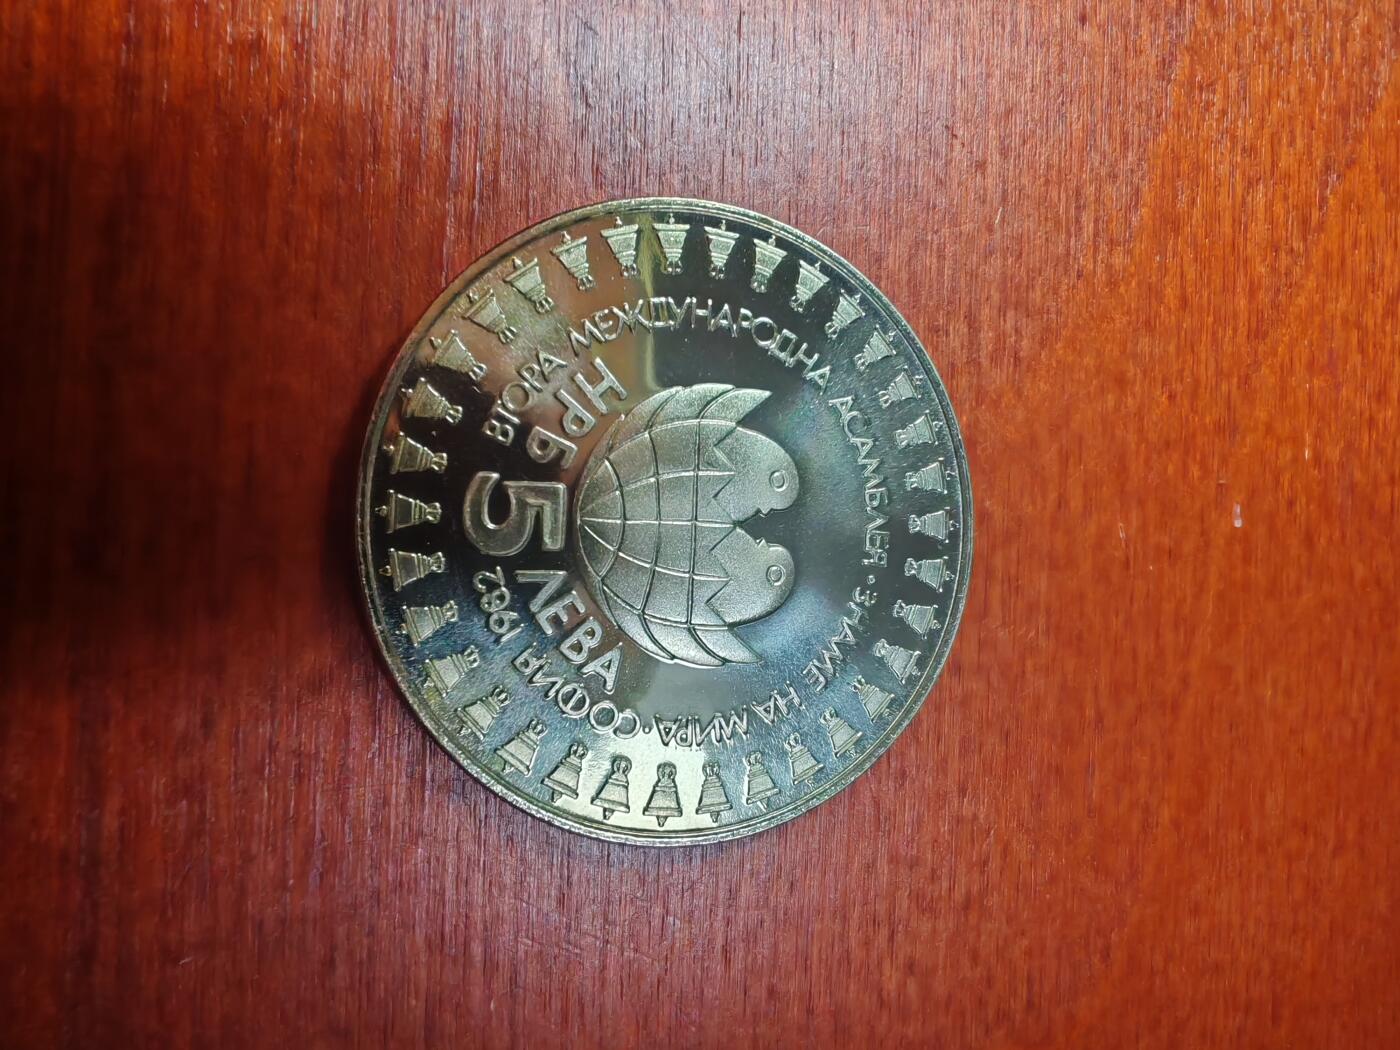 ВТОРА МЕЖДУНАРОДНА АСАМБЛЕЯ · ЗНАМЕ НА МИРА · СОФИЯ 1982
НРБ
5 ЛЕВА